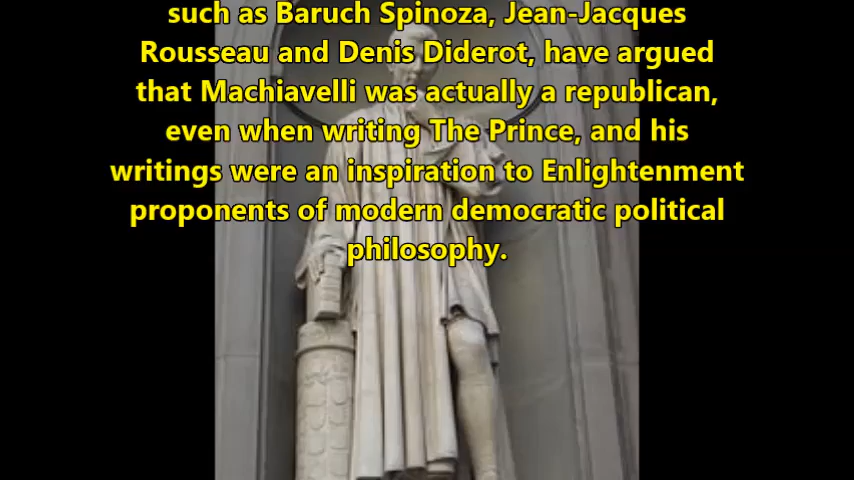 such as Baruch Spinoza, Jean-Jacques
Rousseau and Denis Diderot, have argued
that Machiavelli was actually a republican,
even when writing The Prince, and his
writings were an inspiration to Enlightenment
proponents of modern democratic political
philosophy.